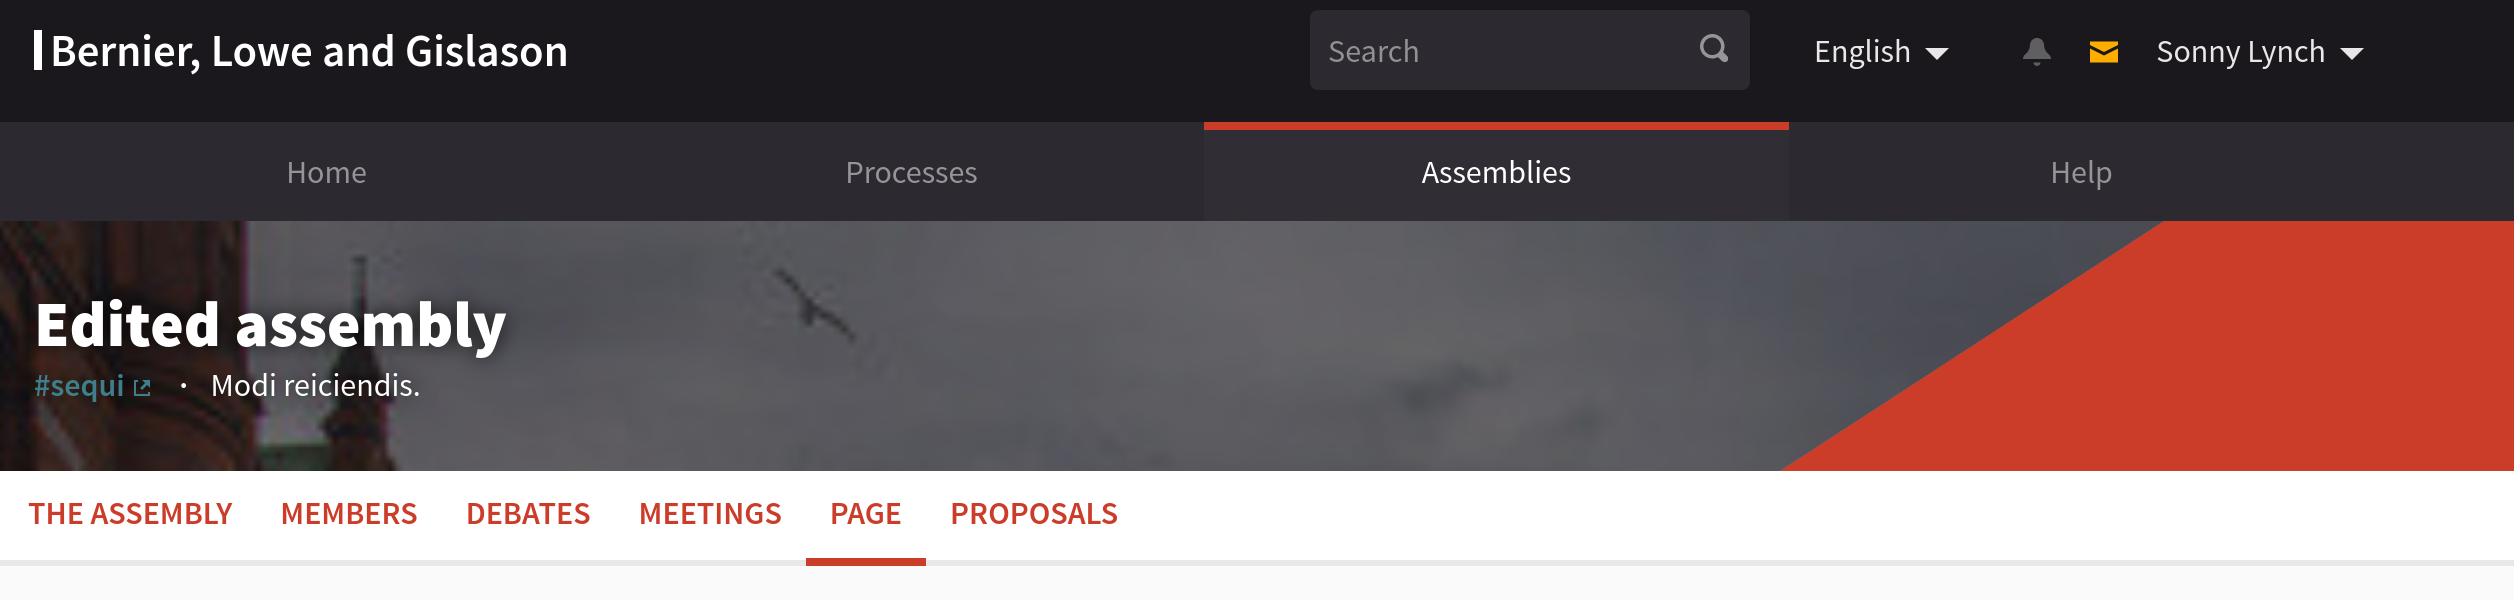 Bernier, Lowe and Gislason
Search
English
Sonny Lynch
Home
Processes
Assemblies
Help
Edited assembly
#sequi · Modi reiciendis.
THE ASSEMBLY
MEMBERS
DEBATES
MEETINGS
PAGE
PROPOSALS